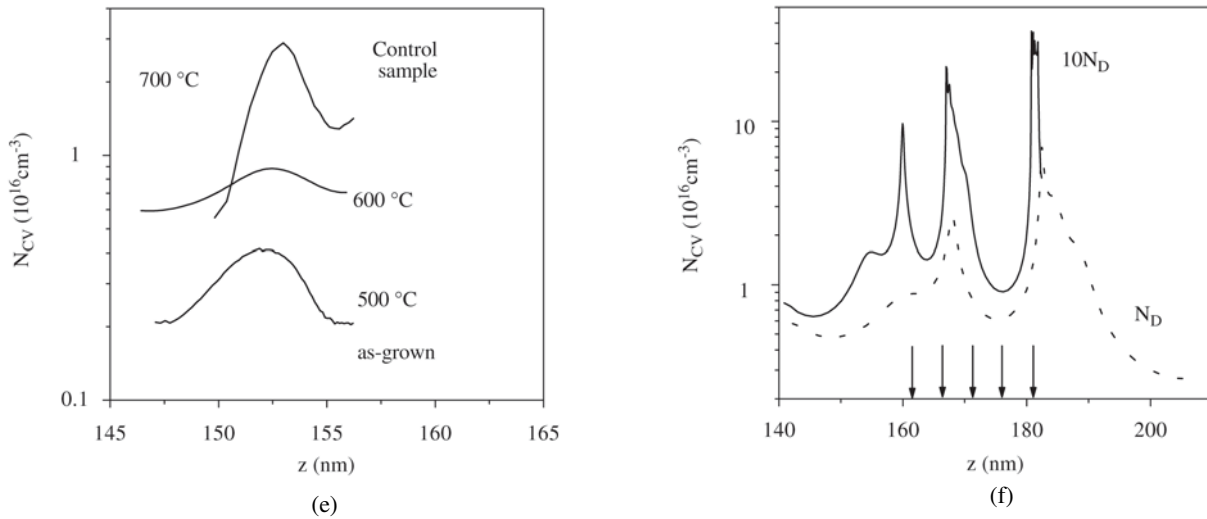 Control
sample
700 °C
1
600 °C
500 °C
as-grown
0.1
145 150 155 160 165
z (nm)
N_CV (10^16 cm^-3)
(e)
10N_D
10
1
N_D
140 160 180 200
z (nm)
N_CV (10^16 cm^-3)
(f)